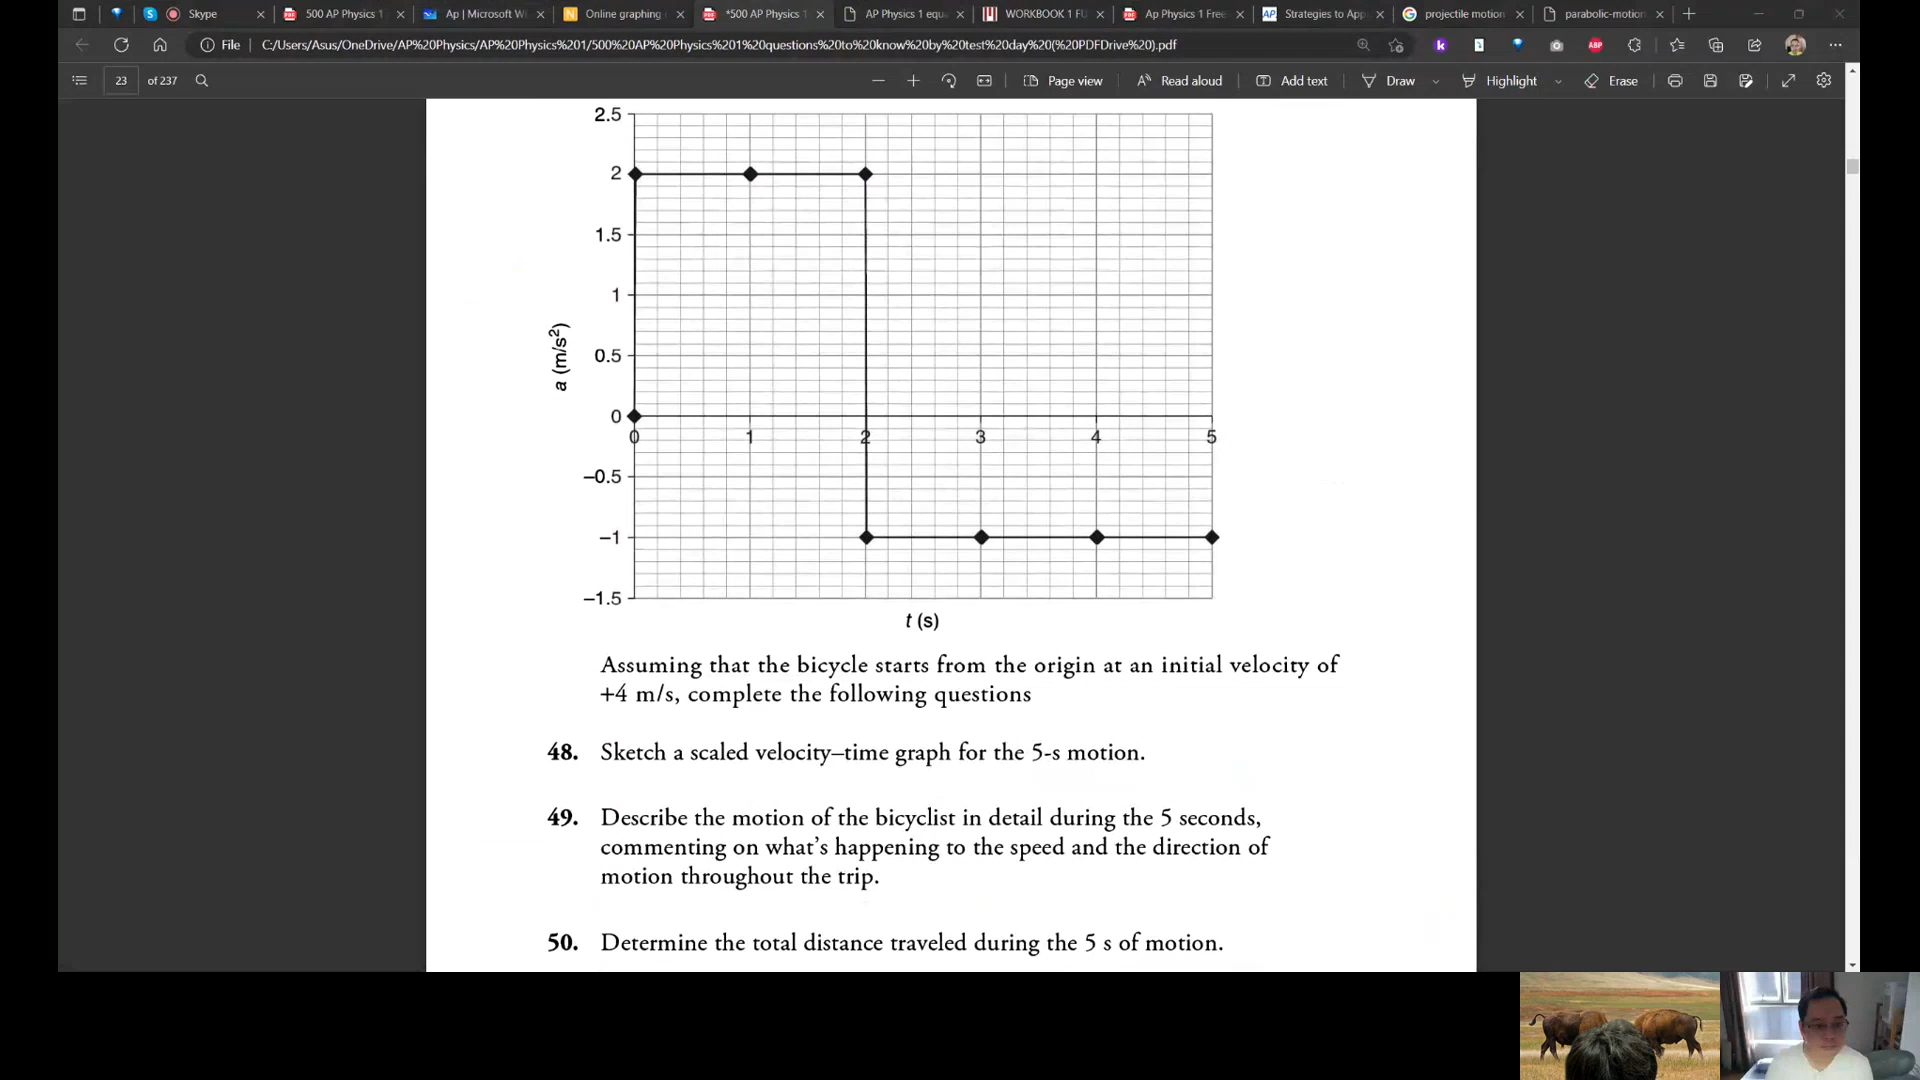 Skype
500 AP Physics 1
Ap | Microsoft W
Online graphing
*500 AP Physics 1
AP Physics 1 equ
WORKBOOK 1 FU
Ap Physics 1 Free
Strategies to App
projectile motion
parabolic-motion
File
C:/Users/Asus/OneDrive/AP%20Physics/AP%20Physics%201/500%20AP%20Physics%201%20questions%20to%20know%20by%20test%20day%20(%20PDFDrive%20).pdf
23 of 237
Page view
Read aloud
Add text
Draw
Highlight
Erase
2.5
2
1.5
1
0.5
0
–0.5
–1
–1.5
a (m/s²)
0 1 2 3 4 5
t (s)
Assuming that the bicycle starts from the origin at an initial velocity of
+4 m/s, complete the following questions
48. Sketch a scaled velocity–time graph for the 5-s motion.
49. Describe the motion of the bicyclist in detail during the 5 seconds,
commenting on what’s happening to the speed and the direction of
motion throughout the trip.
50. Determine the total distance traveled during the 5 s of motion.